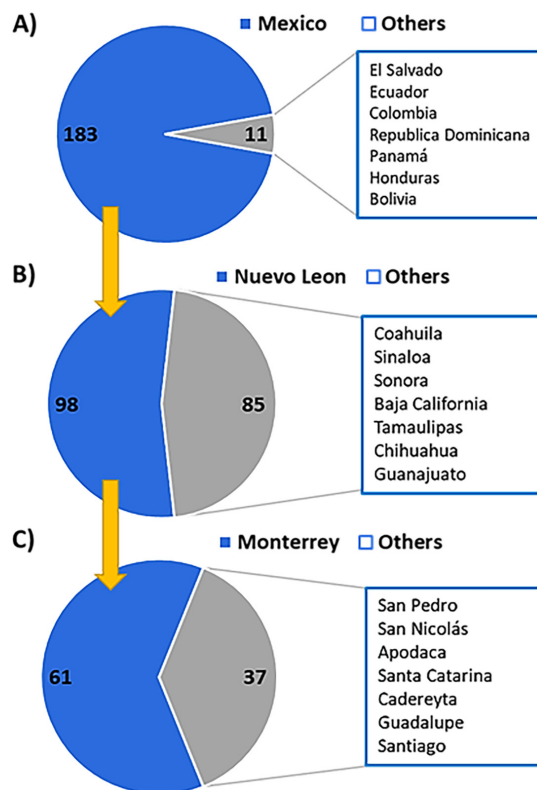 A)
Mexico Others
183
11
El Salvado
Ecuador
Colombia
Republica Dominicana
Panamá
Honduras
Bolivia
B)
Nuevo Leon Others
98
85
Coahuila
Sinaloa
Sonora
Baja California
Tamaulipas
Chihuahua
Guanajuato
C)
Monterrey Others
61
37
San Pedro
San Nicolás
Apodaca
Santa Catarina
Cadereyta
Guadalupe
Santiago